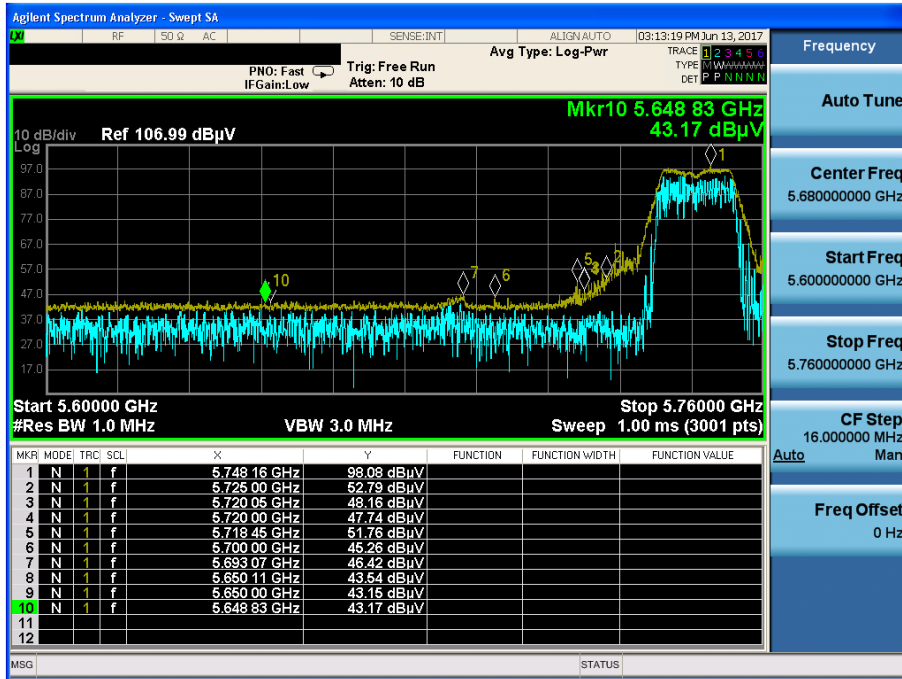 Agilent Spectrum Analyzer - Swept SA
LXI RF 50 Ω AC SENSE:INT ALIGN AUTO 03:13:19 PM Jun 13, 2017
PNO: Fast
IFGain:Low
Trig: Free Run
Atten: 10 dB
Avg Type: Log-Pwr
TRACE 1 2 3 4 5 6
TYPE M
DET P P N N N N
Mkr10 5.648 83 GHz
43.17 dBµV
10 dB/div Ref 106.99 dBµV
Log
97.0
87.0
77.0
67.0
57.0
47.0
37.0
27.0
17.0
1
2
3
5
6
7
10
Start 5.60000 GHz Stop 5.76000 GHz
#Res BW 1.0 MHz VBW 3.0 MHz Sweep 1.00 ms (3001 pts)
MKR MODE TRC SCL X Y FUNCTION FUNCTION WIDTH FUNCTION VALUE
1 N 1 f 5.748 16 GHz 98.08 dBµV
2 N 1 f 5.725 00 GHz 52.79 dBµV
3 N 1 f 5.720 05 GHz 48.16 dBµV
4 N 1 f 5.720 00 GHz 47.74 dBµV
5 N 1 f 5.718 45 GHz 51.76 dBµV
6 N 1 f 5.700 00 GHz 45.26 dBµV
7 N 1 f 5.693 07 GHz 46.42 dBµV
8 N 1 f 5.650 11 GHz 43.54 dBµV
9 N 1 f 5.650 00 GHz 43.15 dBµV
10 N 1 f 5.648 83 GHz 43.17 dBµV
11
12
MSG STATUS
Frequency
Auto Tune
Center Freq
5.680000000 GHz
Start Freq
5.600000000 GHz
Stop Freq
5.760000000 GHz
CF Step
16.000000 MHz
Auto Man
Freq Offset
0 Hz